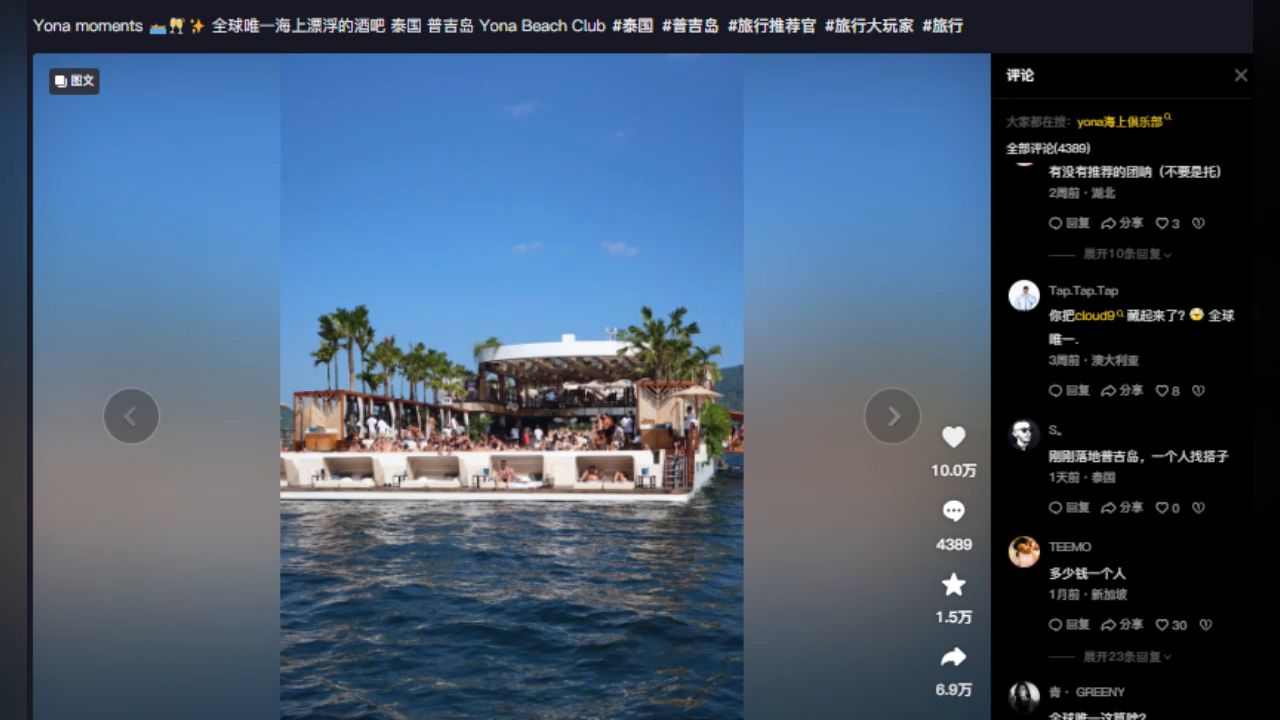 Yona moments 全球唯一海上漂浮的酒吧 泰国 普吉岛 Yona Beach Club #泰国 #普吉岛 #旅行推荐官 #旅行大玩家 #旅行
图文
10.0万
4389
1.5万
6.9万
评论
大家都在搜：yona海上俱乐部
全部评论(4389)
有没有推荐的团呐（不要是托）
2周前·湖北
回复 分享 3
展开10条回复
Tap.Tap.Tap
你把cloud9藏起来了？ 全球
唯一.
3周前·澳大利亚
回复 分享 8
S。
刚刚落地普吉岛，一个人找搭子
1天前·泰国
回复 分享 0
TEEMO
多少钱一个人
1月前·新加坡
回复 分享 30
展开23条回复
青· GREENY
全球唯一这算啥?